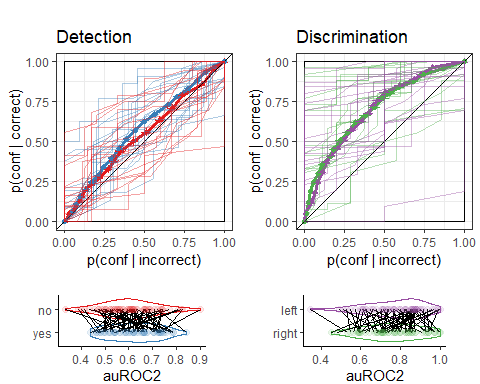 Detection
Discrimination
p(conf | correct)
1.00
0.75
0.50
0.25
0.00
0.00 0.25 0.50 0.75 1.00
p(conf | incorrect)
p(conf | correct)
1.00
0.75
0.50
0.25
0.00
0.00 0.25 0.50 0.75 1.00
p(conf | incorrect)
no
yes
0.4 0.5 0.6 0.7 0.8 0.9
auROC2
left
right
0.4 0.6 0.8 1.0
auROC2